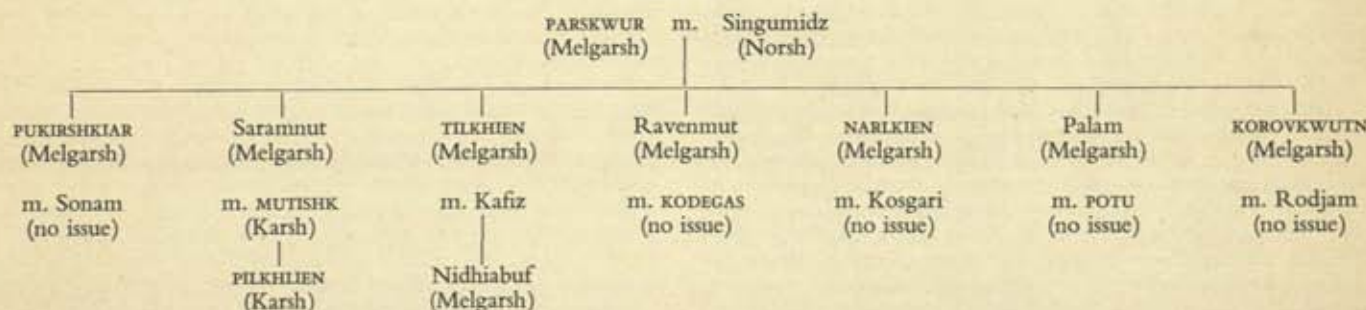 PARSKWUR m. Singumidz
(Melgarsh) (Norsh)
PUKIRSHKIAR Saramnut TILKHIEN Ravenmut NARLKIEN Palam KOROVKWUTN
(Melgarsh) (Melgarsh) (Melgarsh) (Melgarsh) (Melgarsh) (Melgarsh) (Melgarsh)
m. Sonam m. MUTISHK m. Kafiz m. KODEGAS m. Kosgari m. POTU m. Rodjam
(no issue) (Karsh) (no issue) (no issue) (no issue) (no issue)
PILKHLIEN Nidhiabuf
(Karsh) (Melgarsh)